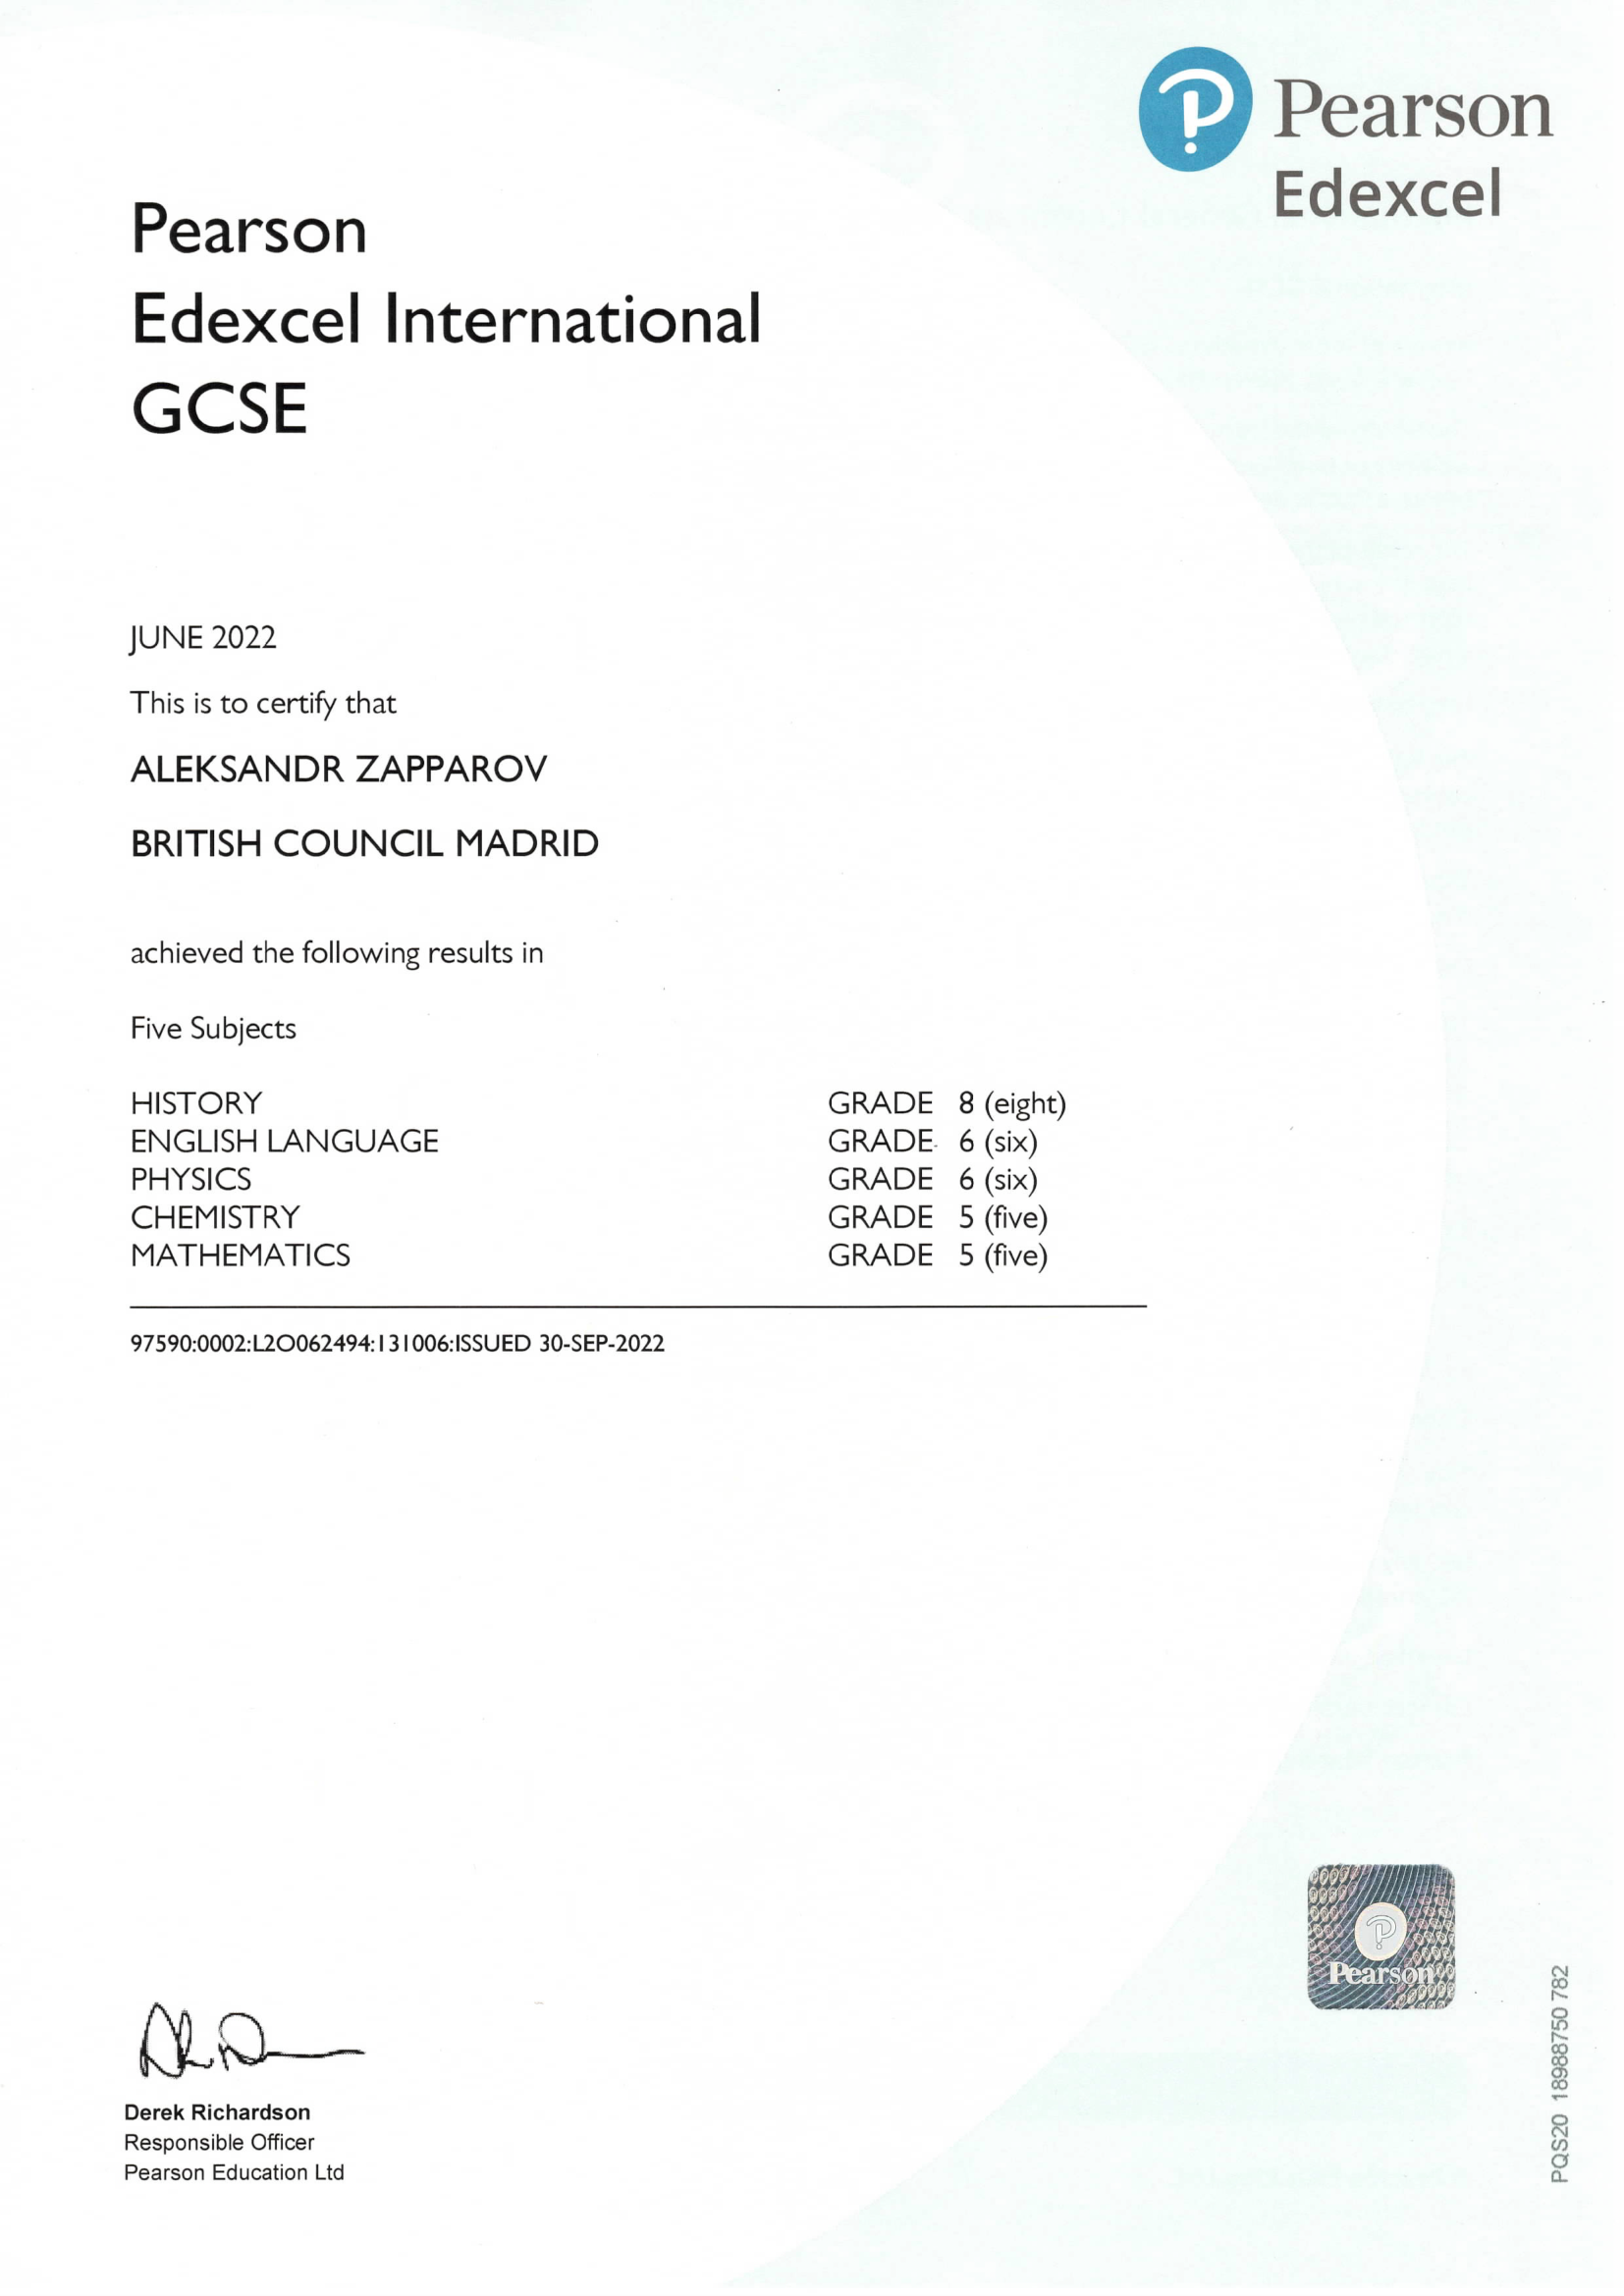 Pearson
Edexcel
Pearson
Edexcel International
GCSE
JUNE 2022
This is to certify that
ALEKSANDR ZAPPAROV
BRITISH COUNCIL MADRID
achieved the following results in
Five Subjects
HISTORY GRADE 8 (eight)
ENGLISH LANGUAGE GRADE 6 (six)
PHYSICS GRADE 6 (six)
CHEMISTRY GRADE 5 (five)
MATHEMATICS GRADE 5 (five)
97590:0002:L2O062494:131006:ISSUED 30-SEP-2022
Pearson
Derek Richardson
Responsible Officer
Pearson Education Ltd
PQS20 18988750 782